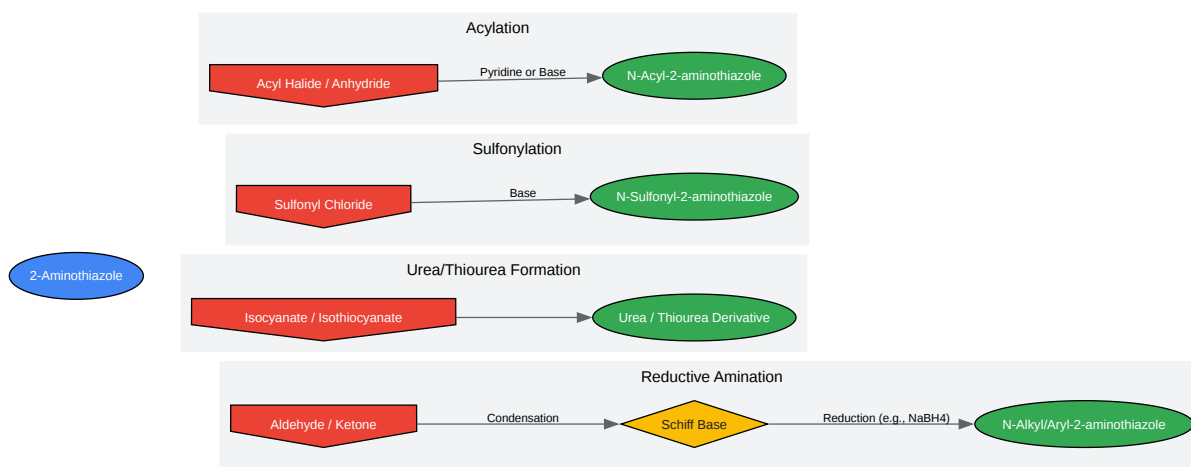 Acylation
Acyl Halide / Anhydride
Pyridine or Base
N-Acyl-2-aminothiazole
Sulfonylation
Sulfonyl Chloride
Base
N-Sulfonyl-2-aminothiazole
2-Aminothiazole
Urea/Thiourea Formation
Isocyanate / Isothiocyanate
Urea / Thiourea Derivative
Reductive Amination
Aldehyde / Ketone
Condensation
Schiff Base
Reduction (e.g., NaBH4)
N-Alkyl/Aryl-2-aminothiazole